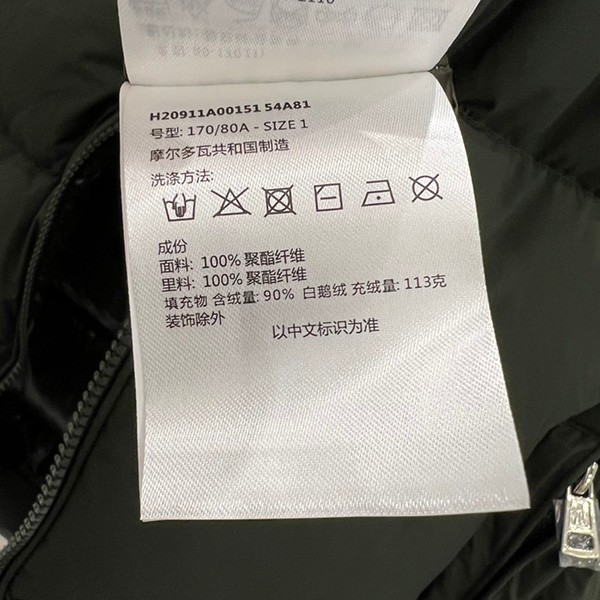 H20911A00151 54A81
号型: 170/80A - SIZE 1
摩尔多瓦共和国制造
洗涤方法:
成份
面料: 100% 聚酯纤维
里料: 100% 聚酯纤维
填充物 含绒量: 90% 白鹅绒 充绒量: 113克
装饰除外
以中文标识为准